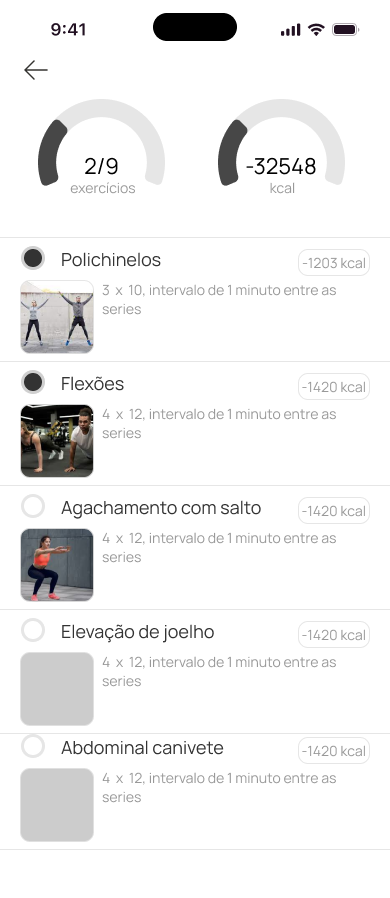 9:41
2/9
exercícios
-32548
kcal
Polichinelos
-1203 kcal
3 x 10, intervalo de 1 minuto entre as
series
Flexões
-1420 kcal
4 x 12, intervalo de 1 minuto entre as
series
Agachamento com salto
-1420 kcal
4 x 12, intervalo de 1 minuto entre as
series
Elevação de joelho
-1420 kcal
4 x 12, intervalo de 1 minuto entre as
series
Abdominal canivete
-1420 kcal
4 x 12, intervalo de 1 minuto entre as
series